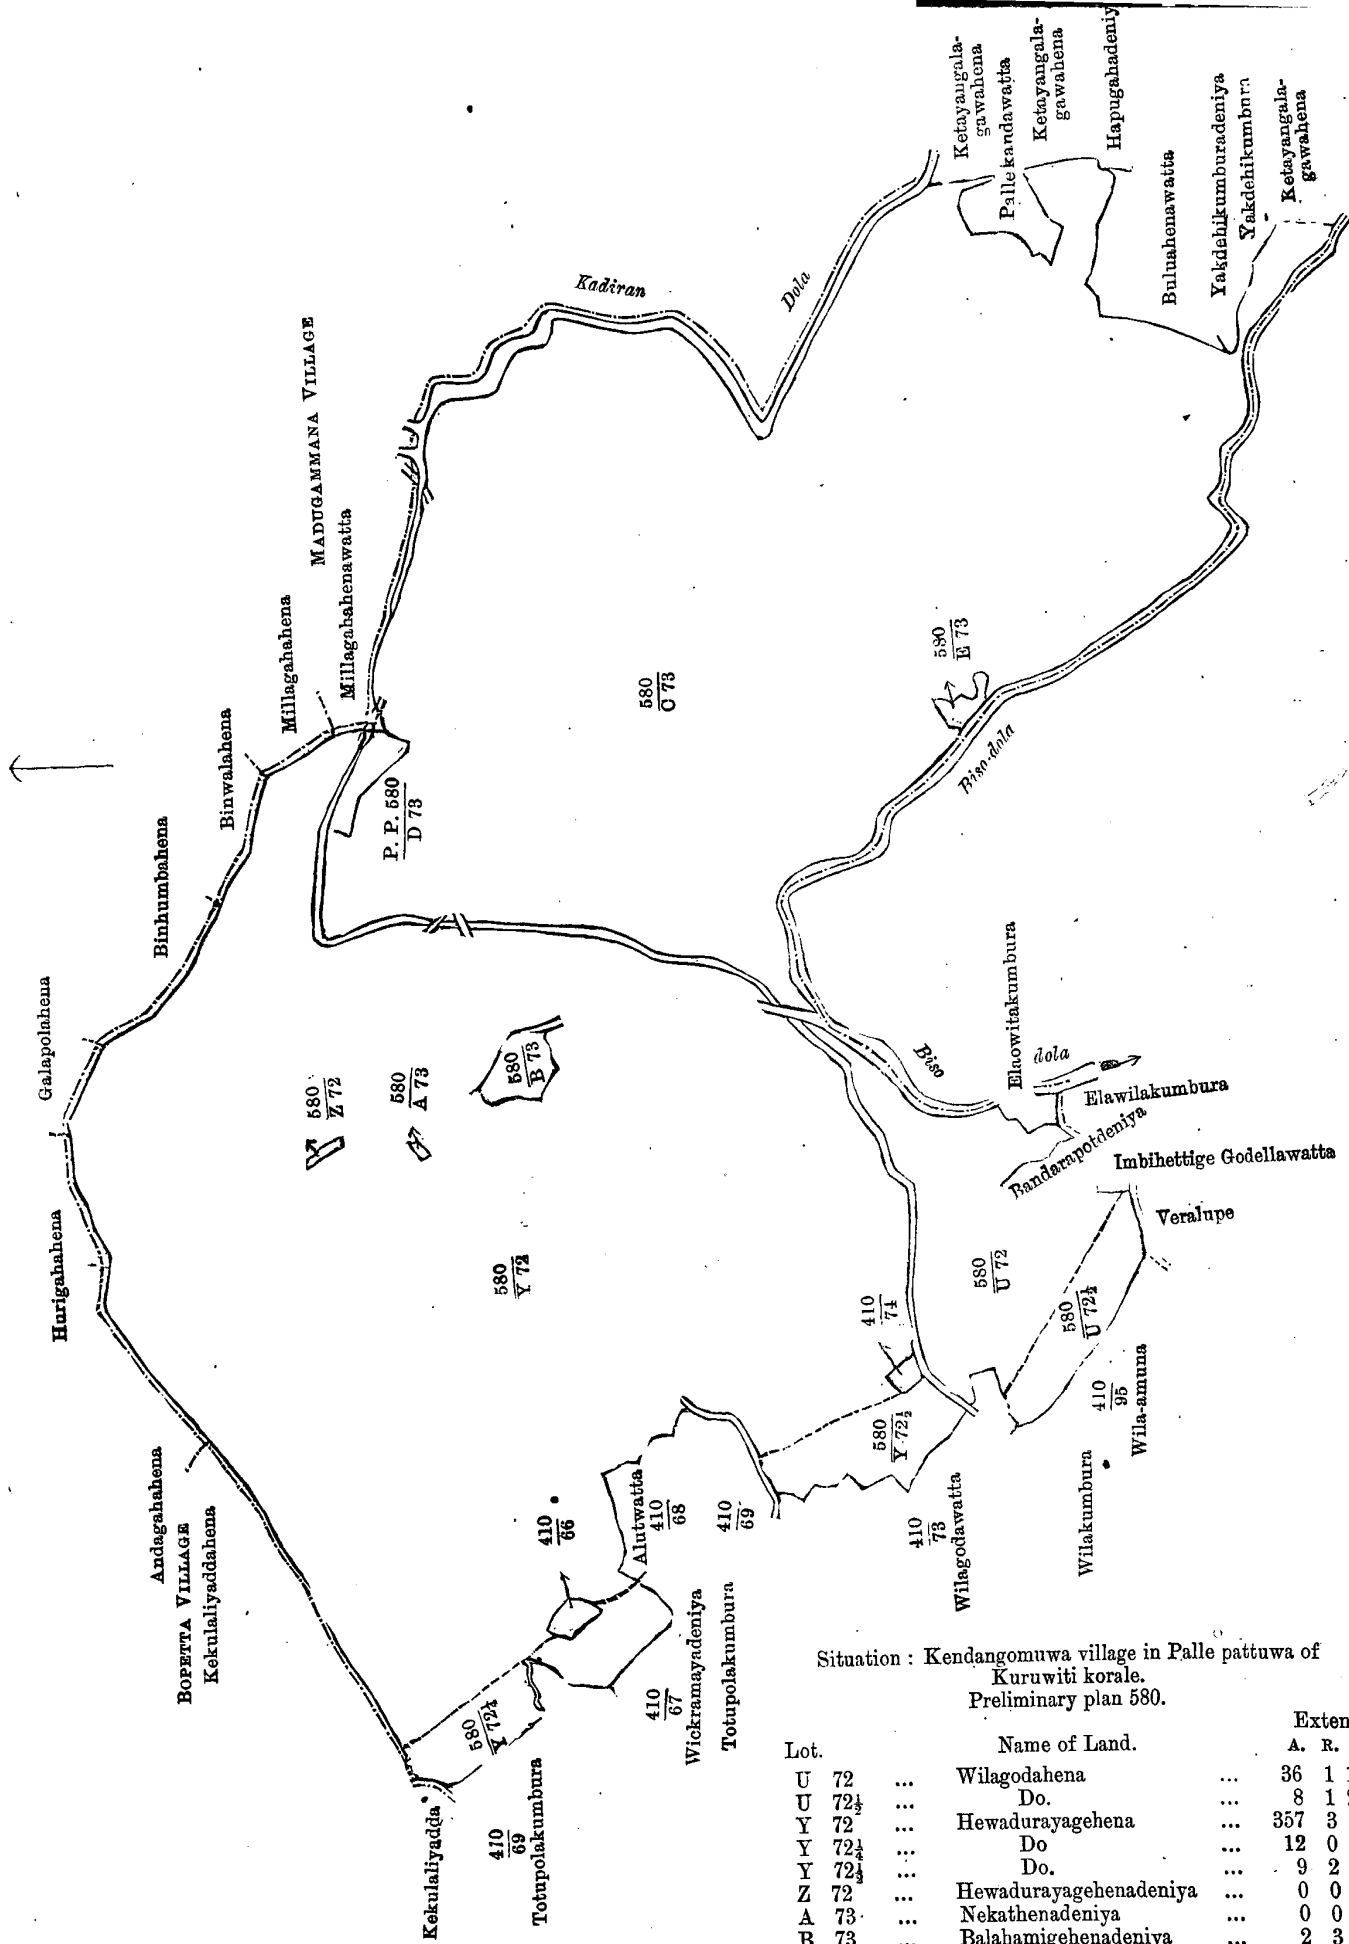 Ketayangala-
gawahena
Pallekandawatta
Ketayangala-
gawahena
Hapugahadeniy
Buluahenawatta
Yakdehikumburadeniya
Yakdehikumbura
Ketayangala-
gawahena
Kadiran
Dola
MADUGAMMANA VILLAGE
Millagahahenawatta
Millagahahena
Binwalahena
Binhumbahena
Galapolahena
Hurigahahena
Andagahahena
BOPETTA VILLAGE
Kekulaliyaddahena
580
C 73
580
E 73
P. P. 580
D 73
Biso-dola
580
Z 72
580
A 73
580
B 73
580
Y 72
Biso
dola
Elaowitakumbura
Elawilakumbura
Bandarapotdeniya
Imbihettige Godellawatta
Veralupe
580
U 72
580
U 72½
410
74
580
Y 72½
410
95
Wila-amuna
Wilakumbura
410
73
Wilagodawatta
410
66
Alutwatta
410
68
410
69
410
67
Wickramayadeniya
Totupolakumbura
580
Y 72¼
Kekulaliyadda
410
69
Totupolakumbura
Situation : Kendangomuwa village in Palle pattuwa of
Kuruwiti korale.
Preliminary plan 580.
Exten
Lot. Name of Land. A. R.
U 72 ... Wilagodahena ... 36 1
U 72½ ... Do. ... 8 1
Y 72 ... Hewadurayagehena ... 357 3
Y 72¼ ... Do ... 12 0
Y 72½ ... Do. ... 9 2
Z 72 ... Hewadurayagehenadeniya ... 0 0
A 73 ... Nekathenadeniya ... 0 0
B 73 ... Balahamigehenadeniya ... 2 3